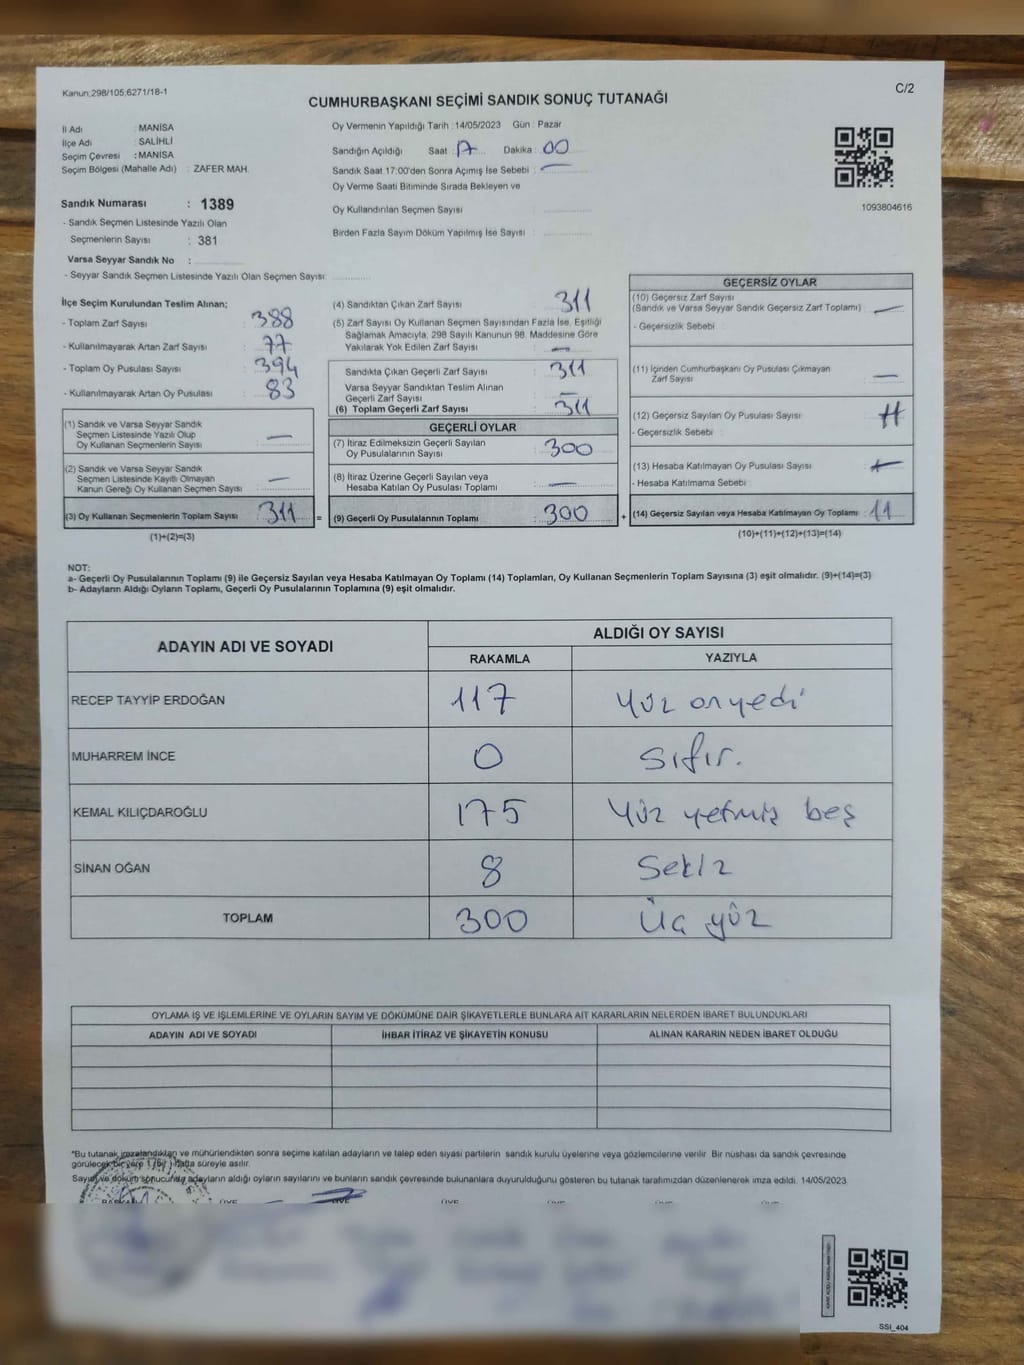 Kanun:298/105,6271/18-1
C/2
CUMHURBAŞKANI SEÇİMİ SANDIK SONUÇ TUTANAĞI
İl Adı : MANİSA
İlçe Adı : SALİHLİ
Seçim Çevresi : MANİSA
Seçim Bölgesi (Mahalle Adı) : ZAFER MAH.
Oy Vermenin Yapıldığı Tarih :14/05/2023 Gün : Pazar
Sandığın Açıldığı Saat : 17 Dakika : 00
Sandık Saat 17:00'den Sonra Açımış İse Sebebi : —
Oy Verme Saati Bitiminde Sırada Bekleyen ve
Oy Kullandırılan Seçmen Sayısı
Birden Fazla Sayım Döküm Yapılmış İse Sayısı
1093804616
Sandık Numarası : 1389
- Sandık Seçmen Listesinde Yazılı Olan
Seçmenlerin Sayısı : 381
Varsa Seyyar Sandık No :
- Seyyar Sandık Seçmen Listesinde Yazılı Olan Seçmen Sayısı
İlçe Seçim Kurulundan Teslim Alınan;
- Toplam Zarf Sayısı : 388
- Kullanılmayarak Artan Zarf Sayısı : 77
- Toplam Oy Pusulası Sayısı : 394
- Kullanılmayarak Artan Oy Pusulası : 83
(1) Sandık ve Varsa Seyyar Sandık
Seçmen Listesinde Yazılı Olup
Oy Kullanan Seçmenlerin Sayısı : —
(2) Sandık ve Varsa Seyyar Sandık
Seçmen Listesinde Kayıtlı Olmayan
Kanun Gereği Oy Kullanan Seçmen Sayısı : —
(3) Oy Kullanan Seçmenlerin Toplam Sayısı : 311 =
(1)+(2)=(3)
(4) Sandıktan Çıkan Zarf Sayısı : 311
(5) Zarf Sayısı Oy Kullanan Seçmen Sayısından Fazla İse, Eşitliği
Sağlamak Amacıyla, 298 Sayılı Kanunun 98. Maddesine Göre
Yakılarak Yok Edilen Zarf Sayısı : —
Sandıkta Çıkan Geçerli Zarf Sayısı : 311
Varsa Seyyar Sandıktan Teslim Alınan
Geçerli Zarf Sayısı : -
(6) Toplam Geçerli Zarf Sayısı : 311
GEÇERLİ OYLAR
(7) İtiraz Edilmeksizin Geçerli Sayılan
Oy Pusulalarının Sayısı : 300
(8) İtiraz Üzerine Geçerli Sayılan veya
Hesaba Katılan Oy Pusulası Toplamı : —
(9) Geçerli Oy Pusulalarının Toplamı : 300 +
GEÇERSİZ OYLAR
(10) Geçersiz Zarf Sayısı
(Sandık ve Varsa Seyyar Sandık Geçersiz Zarf Toplamı) : —
- Geçersizlik Sebebi :
(11) İçinden Cumhurbaşkanı Oy Pusulası Çıkmayan
Zarf Sayısı : —
(12) Geçersiz Sayılan Oy Pusulası Sayısı : 11
- Geçersizlik Sebebi :
(13) Hesaba Katılmayan Oy Pusulası Sayısı : —
- Hesaba Katılmama Sebebi :
(14) Geçersiz Sayılan veya Hesaba Katılmayan Oy Toplamı : 11
(10)+(11)+(12)+(13)=(14)
NOT:
a- Geçerli Oy Pusulalarının Toplamı (9) ile Geçersiz Sayılan veya Hesaba Katılmayan Oy Toplamı (14) Toplamları, Oy Kullanan Seçmenlerin Toplam Sayısına (3) eşit olmalıdır. (9)+(14)=(3)
b- Adayların Aldığı Oyların Toplamı, Geçerli Oy Pusulalarının Toplamına (9) eşit olmalıdır.
ADAYIN ADI VE SOYADI
ALDIĞI OY SAYISI
RAKAMLA YAZIYLA
RECEP TAYYİP ERDOĞAN 117 Yüz onyedi
MUHARREM İNCE 0 sıfır.
KEMAL KILIÇDAROĞLU 175 Yüz yetmiş beş
SİNAN OĞAN 8 Sekiz
TOPLAM 300 Üç yüz
OYLAMA İŞ VE İŞLEMLERİNE VE OYLARIN SAYIM VE DÖKÜMÜNE DAİR ŞİKAYETLERLE BUNLARA AİT KARARLARIN NELERDEN İBARET BULUNDUKLARI
ADAYIN ADI VE SOYADI İHBAR İTİRAZ VE ŞİKAYETİN KONUSU ALINAN KARARIN NEDEN İBARET OLDUĞU
*Bu tutanak imzalandıktan ve mühürlendikten sonra seçime katılan adayların ve talep eden siyasi partilerin sandık kurulu üyelerine veya gözlemcilerine verilir. Bir nüshası da sandık çevresinde
görülecek bir yere 1 (bir) hafta süreyle asılır.
Sayım ve döküm sonucunda adayların aldığı oyların sayılarını ve bunların sandık çevresinde bulunanlara duyurulduğunu gösteren bu tutanak tarafımızdan düzenlenerek imza edildi. 14/05/2023
SSİ_404